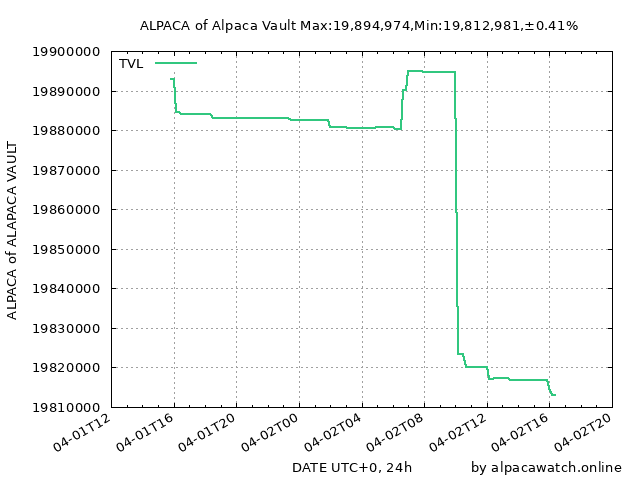 ALPACA of Alpaca Vault Max:19,894,974,Min:19,812,981,±0.41%
TVL
19900000
19890000
19880000
19870000
19860000
19850000
19840000
19830000
19820000
19810000
ALPACA of ALAPACA VAULT
04-01T12
04-01T16
04-01T20
04-02T00
04-02T04
04-02T08
04-02T12
04-02T16
04-02T20
DATE UTC+0, 24h
by alpacawatch.online